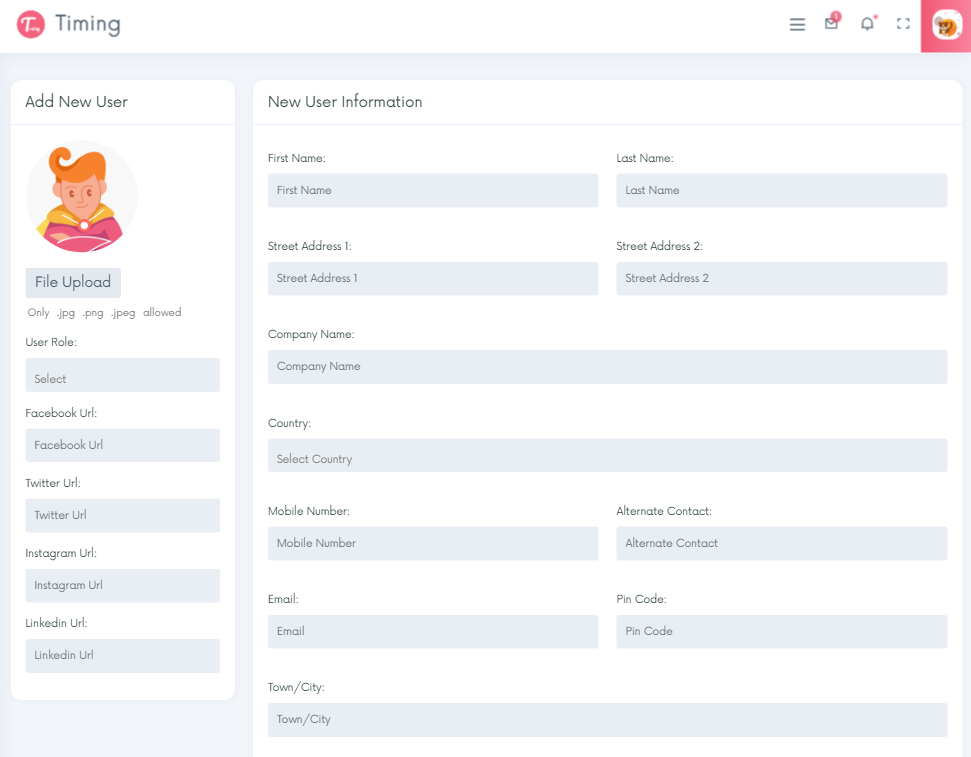 Timing
1
Add New User
File Upload
Only .jpg .png .jpeg allowed
User Role:
Select
Facebook Url:
Facebook Url
Twitter Url:
Twitter Url
Instagram Url:
Instagram Url
Linkedin Url:
Linkedin Url
New User Information
First Name:
Last Name:
First Name
Last Name
Street Address 1:
Street Address 2:
Street Address 1
Street Address 2
Company Name:
Company Name
Country:
Select Country
Mobile Number:
Alternate Contact:
Mobile Number
Alternate Contact
Email:
Pin Code:
Email
Pin Code
Town/City:
Town/City